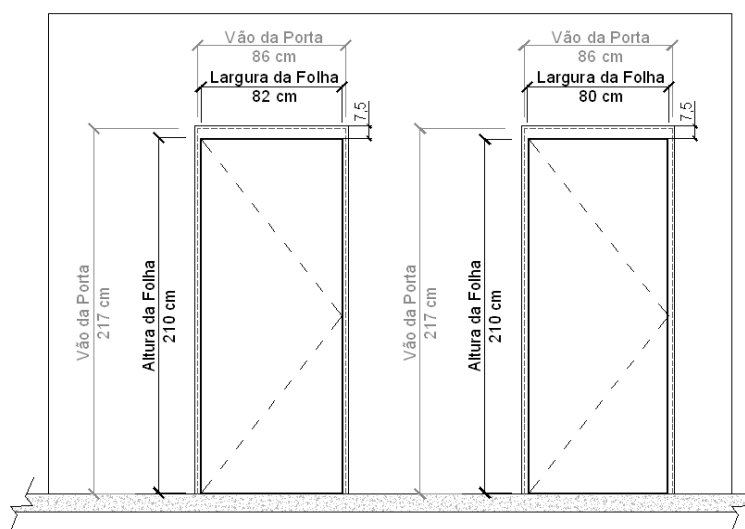 Vão da Porta
86 cm
Largura da Folha
82 cm
7,5
Vão da Porta
217 cm
Altura da Folha
210 cm
Vão da Porta
86 cm
Largura da Folha
80 cm
7,5
Vão da Porta
217 cm
Altura da Folha
210 cm